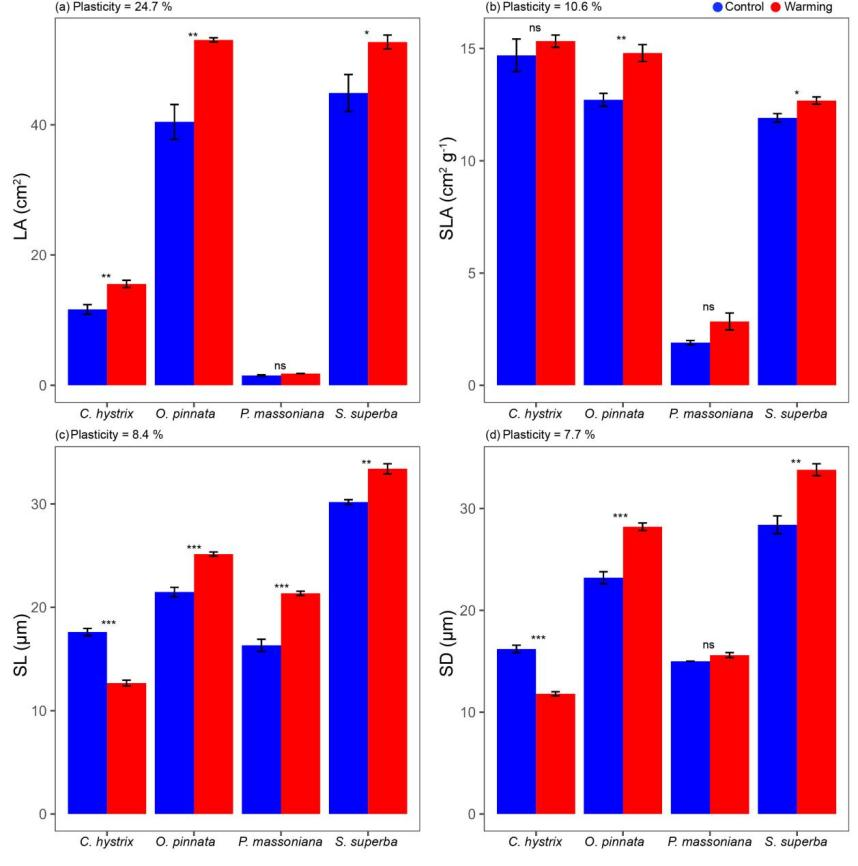 (a) Plasticity = 24.7 %
(b) Plasticity = 10.6 %
Control Warming
LA (cm²)
40
20
0
** ** ns *
C. hystrix O. pinnata P. massoniana S. superba
SLA (cm² g⁻¹)
15
10
5
0
ns ** ns *
C. hystrix O. pinnata P. massoniana S. superba
(c) Plasticity = 8.4 %
SL (μm)
30
20
10
0
*** *** *** **
C. hystrix O. pinnata P. massoniana S. superba
(d) Plasticity = 7.7 %
SD (μm)
30
20
10
0
*** *** ns **
C. hystrix O. pinnata P. massoniana S. superba